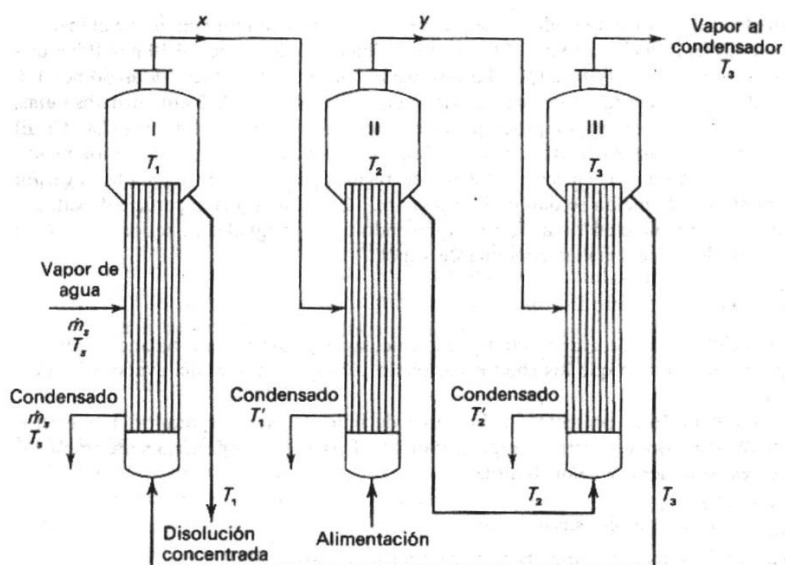 x
y
Vapor al
condensador
T₃
I
II
III
T₁
T₂
T₃
Vapor de
agua
ṁₛ
Tₛ
Condensado
ṁₛ
Tₛ
Condensado
T′₁
Condensado
T′₂
T₁
T₂
T₃
Disolución
concentrada
Alimentación